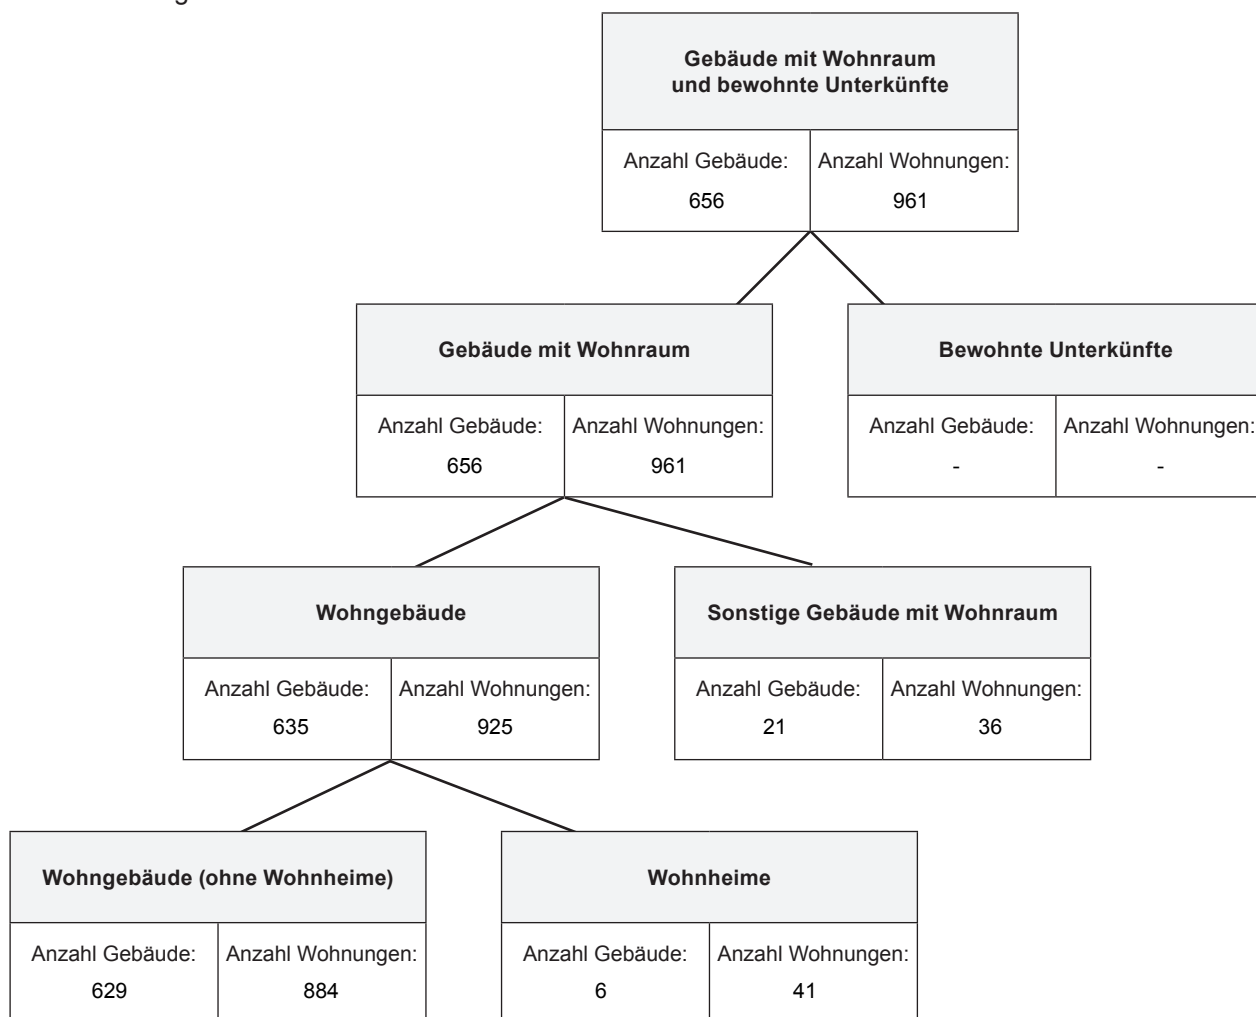 Gebäude mit Wohnraum
und bewohnte Unterkünfte
Anzahl Gebäude:
656
Anzahl Wohnungen:
961
Gebäude mit Wohnraum
Anzahl Gebäude:
656
Anzahl Wohnungen:
961
Bewohnte Unterkünfte
Anzahl Gebäude:
-
Anzahl Wohnungen:
-
Wohngebäude
Anzahl Gebäude:
635
Anzahl Wohnungen:
925
Sonstige Gebäude mit Wohnraum
Anzahl Gebäude:
21
Anzahl Wohnungen:
36
Wohngebäude (ohne Wohnheime)
Anzahl Gebäude:
629
Anzahl Wohnungen:
884
Wohnheime
Anzahl Gebäude:
6
Anzahl Wohnungen:
41